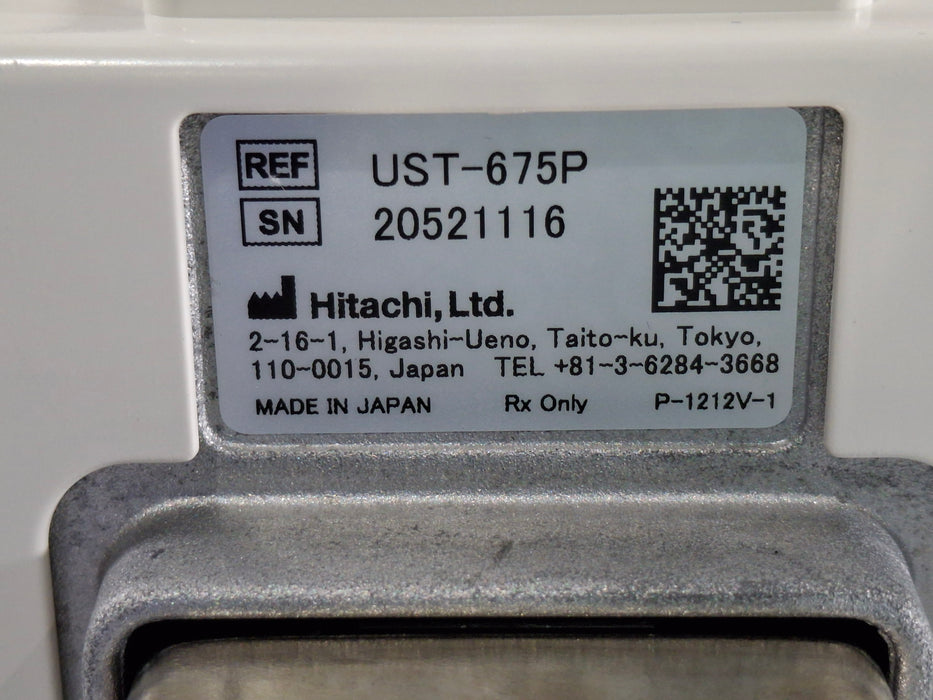 REF UST-675P
SN 20521116
Hitachi, Ltd.
2-16-1, Higashi-Ueno, Taito-ku, Tokyo,
110-0015, Japan TEL +81-3-6284-3668
MADE IN JAPAN Rx Only P-1212V-1